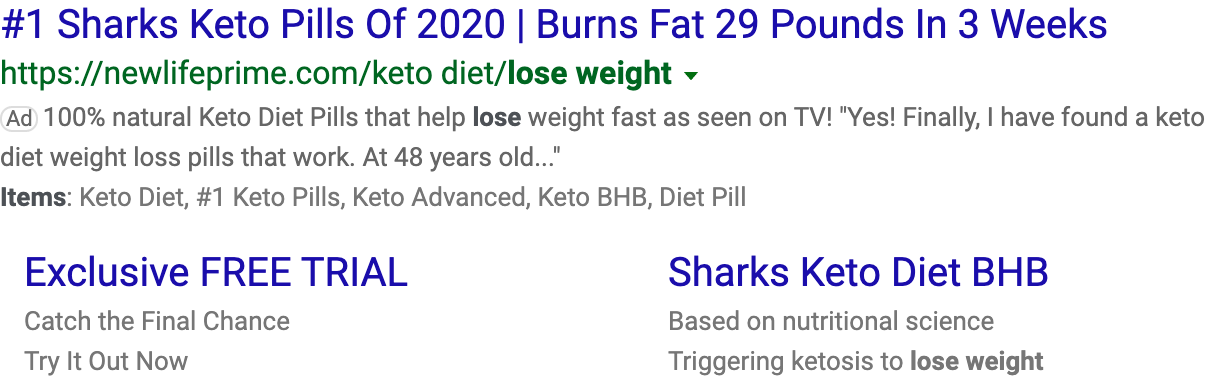 #1 Sharks Keto Pills Of 2020 | Burns Fat 29 Pounds In 3 Weeks
https://newlifeprime.com/keto diet/lose weight
Ad 100% natural Keto Diet Pills that help lose weight fast as seen on TV! "Yes! Finally, I have found a keto
diet weight loss pills that work. At 48 years old..."
Items: Keto Diet, #1 Keto Pills, Keto Advanced, Keto BHB, Diet Pill
Exclusive FREE TRIAL
Catch the Final Chance
Try It Out Now
Sharks Keto Diet BHB
Based on nutritional science
Triggering ketosis to lose weight